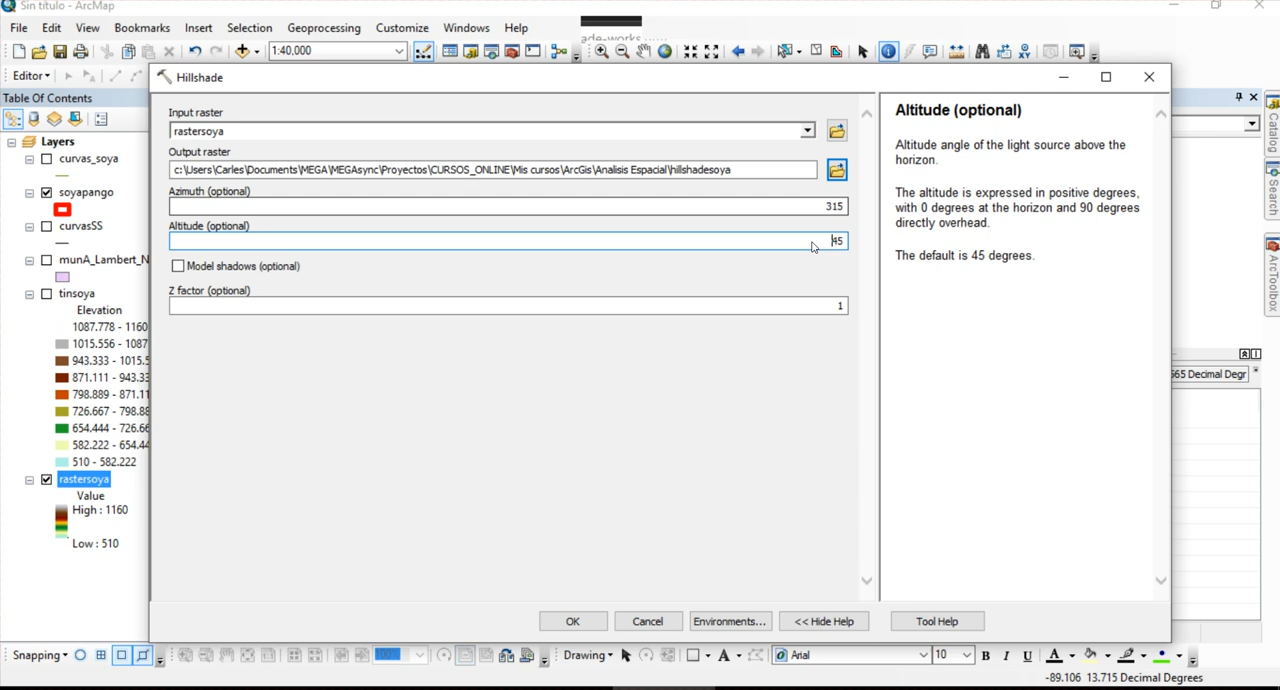 Sin título - ArcMap
File Edit View Bookmarks Insert Selection Geoprocessing Customize Windows Help
1:40,000
Editor
Table Of Contents
Hillshade
Layers
curvas_soya
soyapango
curvasSS
munA_Lambert_N
tinsoya
Elevation
1087.778 - 1160
1015.556 - 1087
943.333 - 1015.5
871.111 - 943.33
798.889 - 871.11
726.667 - 798.88
654.444 - 726.66
582.222 - 654.44
510 - 582.222
rastersoya
Value
High : 1160
Low : 510
Input raster
rastersoya
Output raster
c:\Users\Carles\Documents\MEGA\MEGAsync\Proyectos\CURSOS_ONLINE\Mis cursos\ArcGis\Analisis Espacial\hillshadesoya
Azimuth (optional)
315
Altitude (optional)
45
Model shadows (optional)
Z factor (optional)
1
OK Cancel Environments... << Hide Help Tool Help
Altitude (optional)
Altitude angle of the light source above the
horizon.
The altitude is expressed in positive degrees,
with 0 degrees at the horizon and 90 degrees
directly overhead.
The default is 45 degrees.
Catalog
Search
ArcToolbox
Decimal Degr
Snapping Drawing Arial 10 B I U A
-89.106 13.715 Decimal Degrees